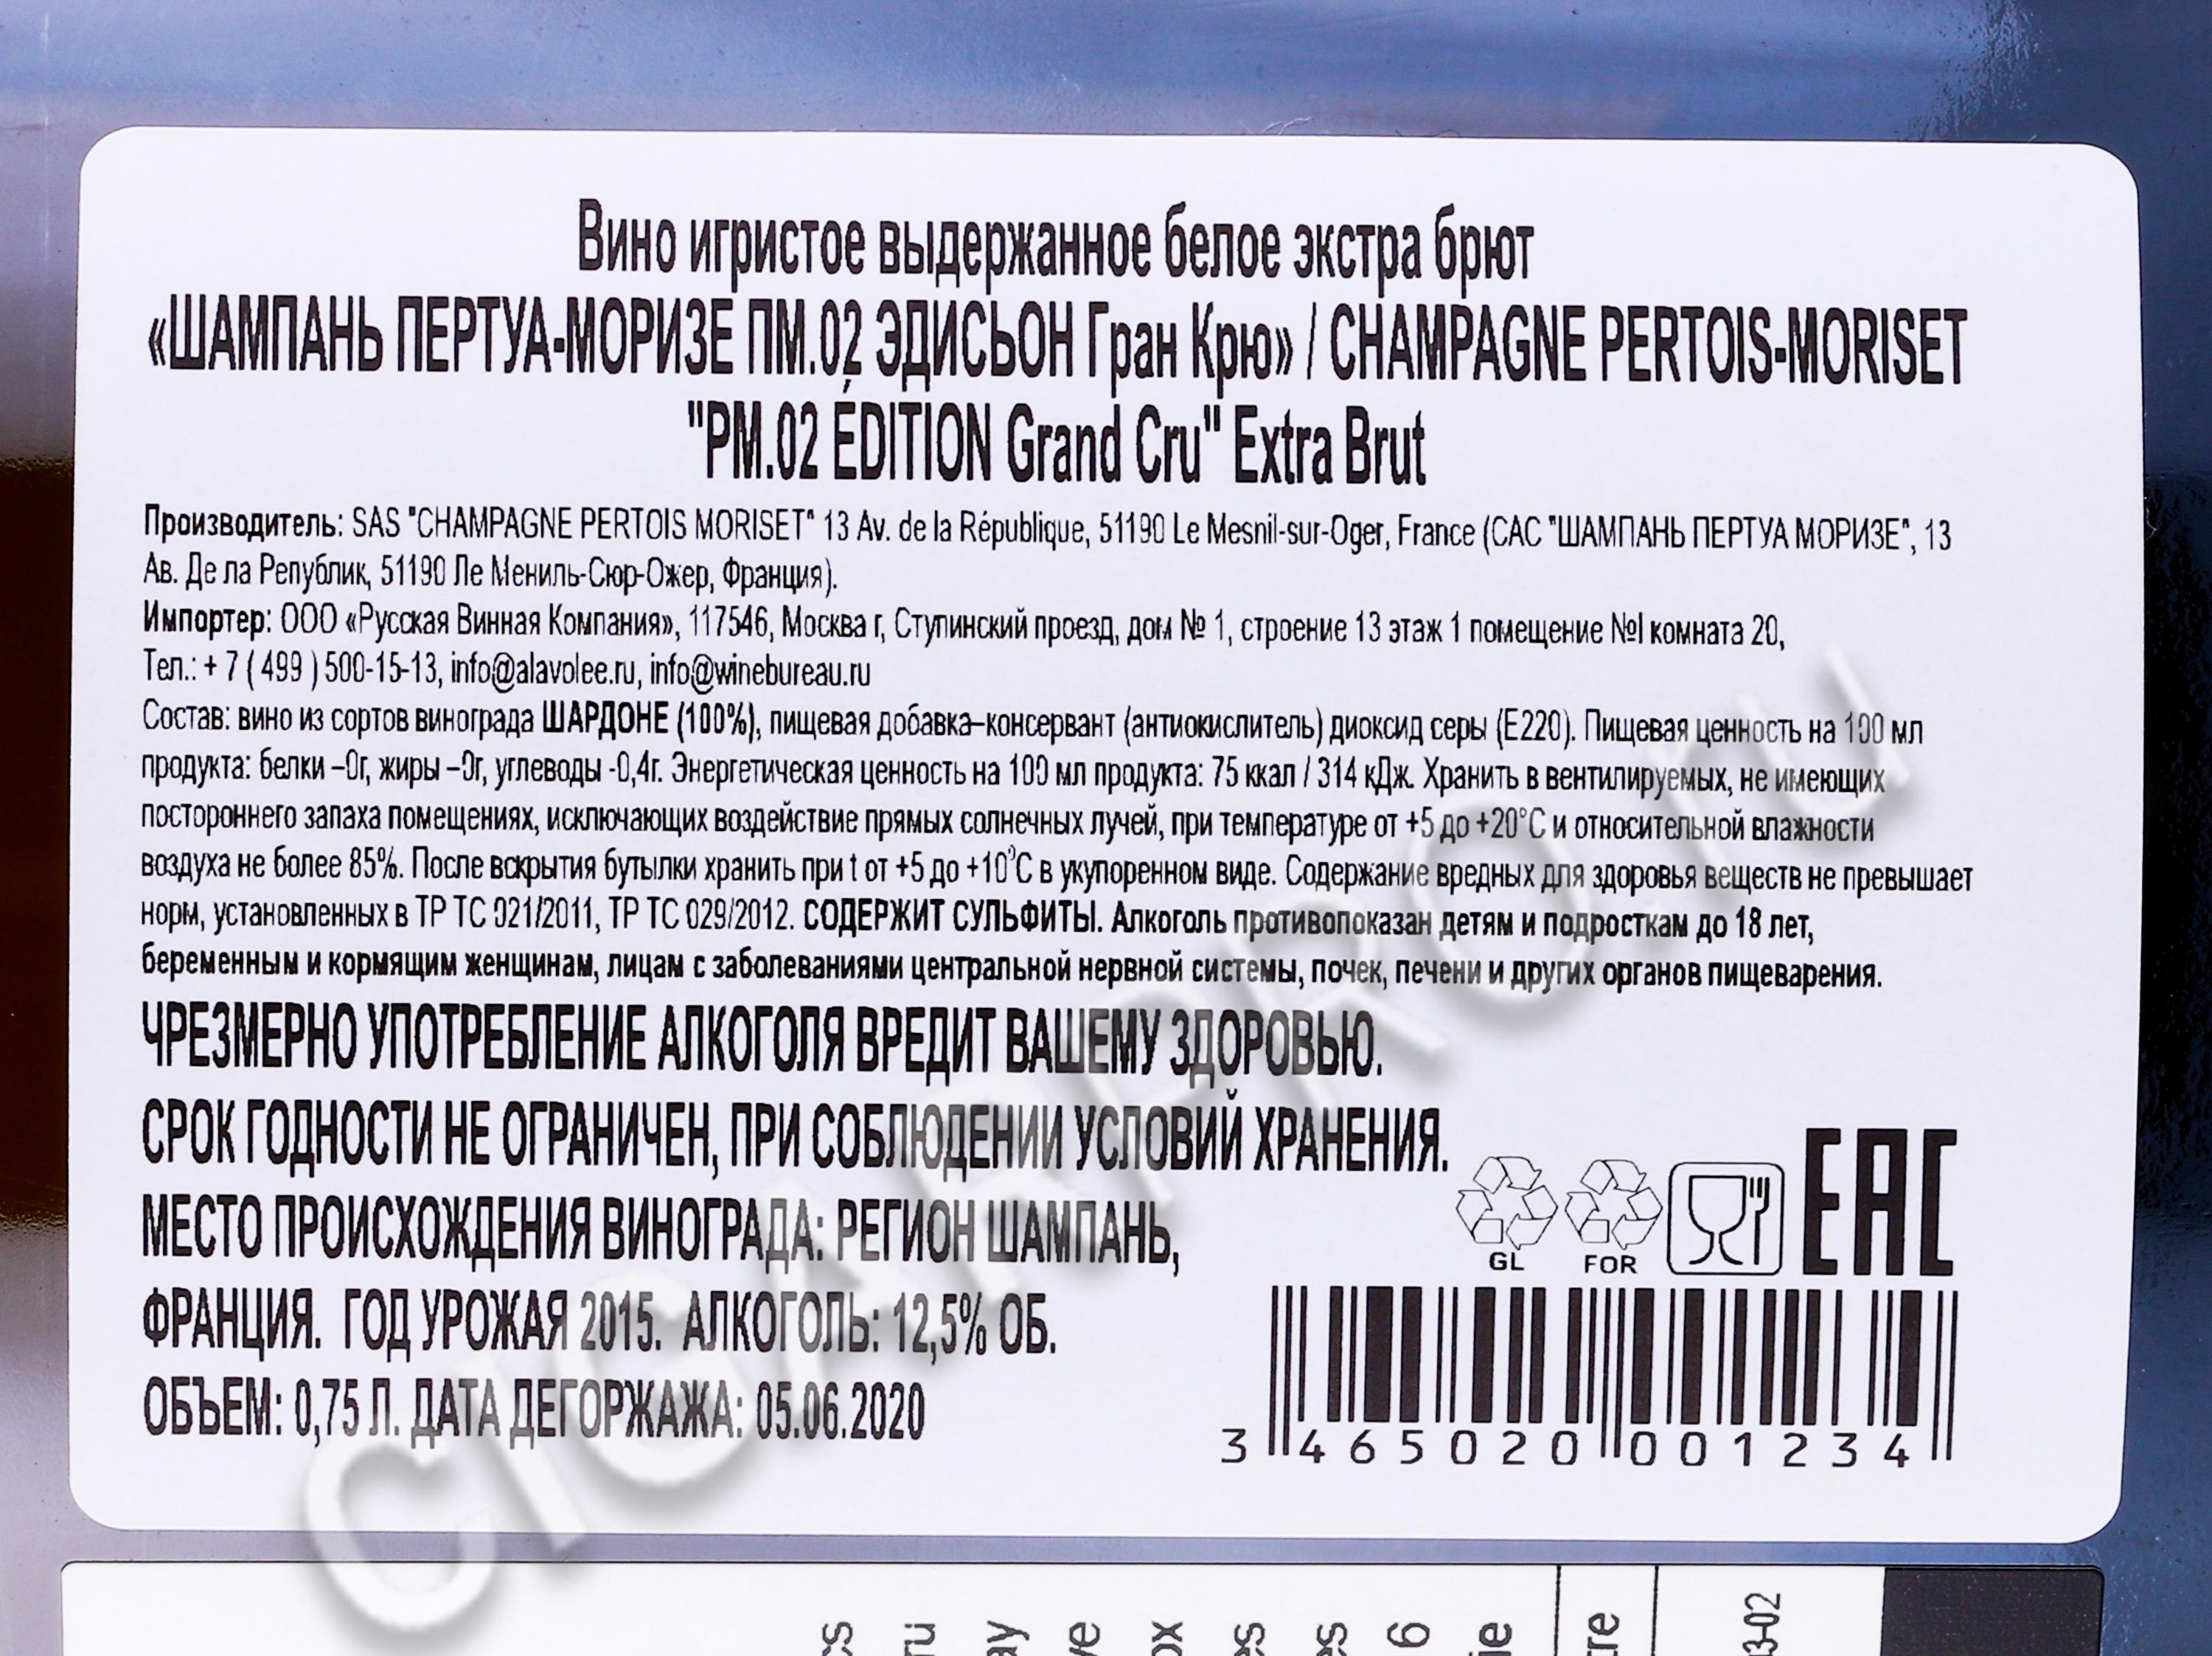 Вино игристое выдержанное белое экстра брют
«ШАМПАНЬ ПЕРТУА-МОРИЗЕ ПМ.02 ЭДИСЬОН Гран Крю» / CHAMPAGNE PERTOIS-MORISET
"PM.02 ÉDITION Grand Cru" Extra Brut
Производитель: SAS "CHAMPAGNE PERTOIS MORISET" 13 Av. de la République, 51190 Le Mesnil-sur-Oger, France (САС "ШАМПАНЬ ПЕРТУА МОРИЗЕ", 13
Ав. Де ла Републик, 51190 Ле Мениль-Сюр-Ожер, Франция).
Импортер: ООО «Русская Винная Компания», 117546, Москва г, Ступинский проезд, дом № 1, строение 13 этаж 1 помещение №I комната 20,
Тел.: + 7 ( 499 ) 500-15-13, info@alavolee.ru, info@winebureau.ru
Состав: вино из сортов винограда ШАРДОНЕ (100%), пищевая добавка–консервант (антиокислитель) диоксид серы (Е220). Пищевая ценность на 100 мл
продукта: белки –0г, жиры –0г, углеводы -0,4г. Энергетическая ценность на 100 мл продукта: 75 ккал / 314 кДж. Хранить в вентилируемых, не имеющих
постороннего запаха помещениях, исключающих воздействие прямых солнечных лучей, при температуре от +5 до +20°С и относительной влажности
воздуха не более 85%. После вскрытия бутылки хранить при t от +5 до +10°С в укупоренном виде. Содержание вредных для здоровья веществ не превышает
норм, установленных в ТР ТС 021/2011, ТР ТС 029/2012. СОДЕРЖИТ СУЛЬФИТЫ. Алкоголь противопоказан детям и подросткам до 18 лет,
беременным и кормящим женщинам, лицам с заболеваниями центральной нервной системы, почек, печени и других органов пищеварения.
ЧРЕЗМЕРНО УПОТРЕБЛЕНИЕ АЛКОГОЛЯ ВРЕДИТ ВАШЕМУ ЗДОРОВЬЮ.
СРОК ГОДНОСТИ НЕ ОГРАНИЧЕН, ПРИ СОБЛЮДЕНИИ УСЛОВИЙ ХРАНЕНИЯ.
МЕСТО ПРОИСХОЖДЕНИЯ ВИНОГРАДА: РЕГИОН ШАМПАНЬ,
ФРАНЦИЯ. ГОД УРОЖАЯ 2015. АЛКОГОЛЬ: 12,5% ОБ.
ОБЪЕМ: 0,75 Л. ДАТА ДЕГОРЖАЖА: 05.06.2020
GL FOR EAC
3 465020 001234
CIGARPRO.ru